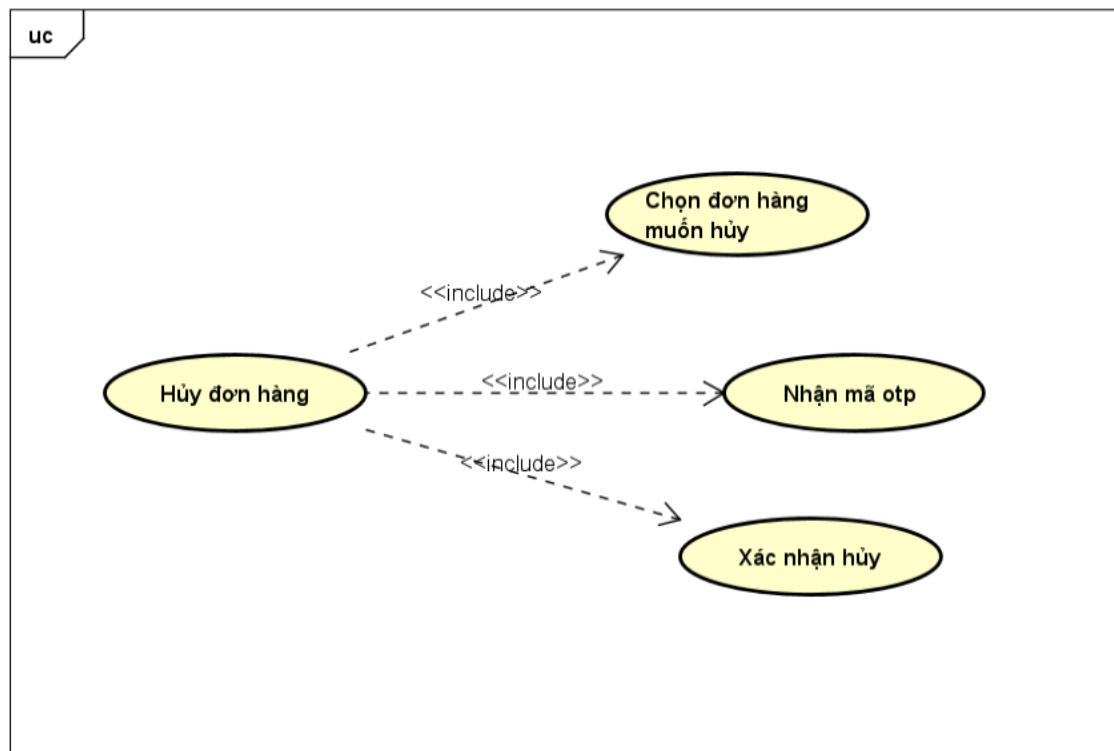 uc
Chọn đơn hàng
muốn hủy
<<include>>
Hủy đơn hàng
<<include>>
Nhận mã otp
<<include>>
Xác nhận hủy